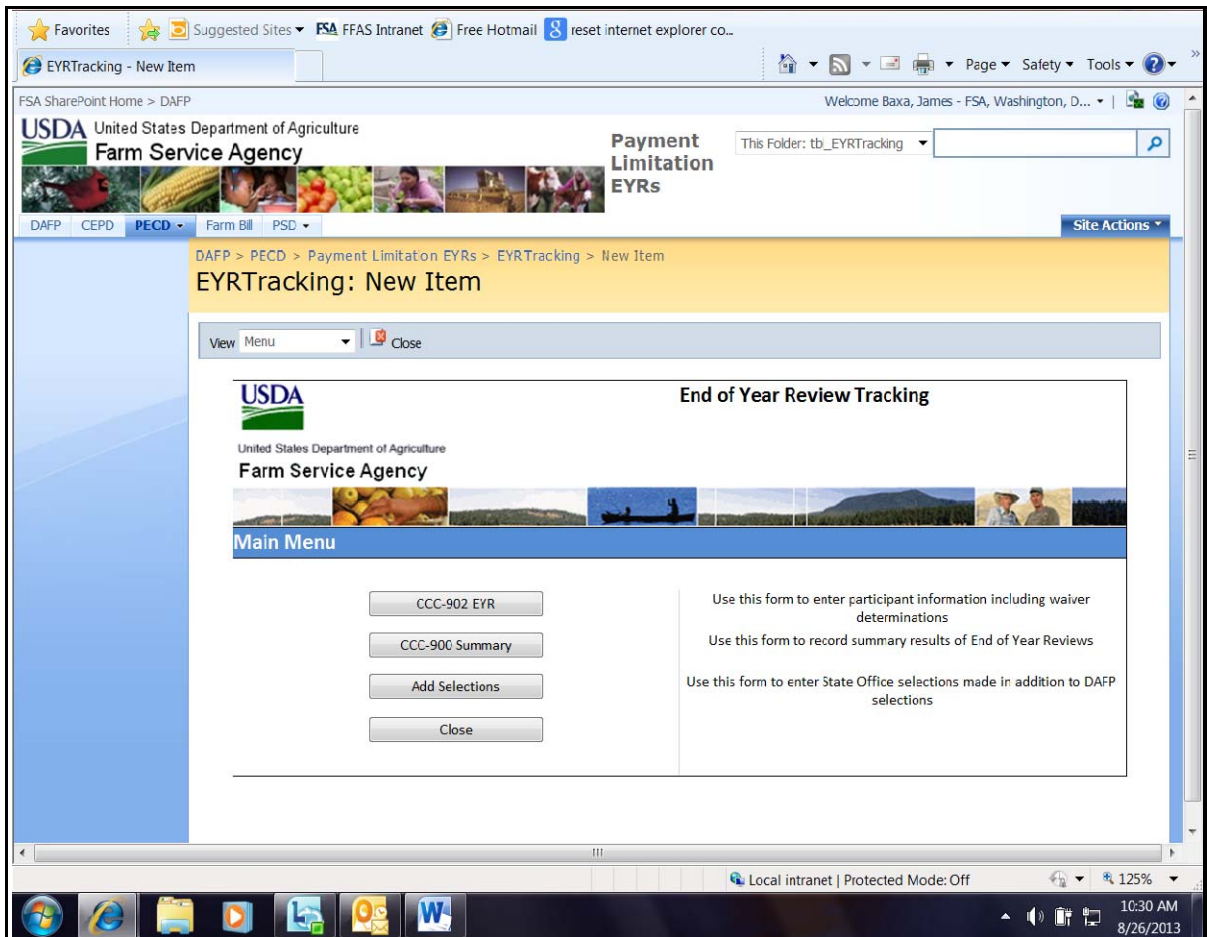 Favorites Suggested Sites FSA FFAS Intranet Free Hotmail 8 reset internet explorer co...
EYRTracking - New Item
Page Safety Tools
FSA SharePoint Home > DAFP
Welcome Baxa, James - FSA, Washington, D...
USDA United States Department of Agriculture
Farm Service Agency
Payment Limitation EYRs
This Folder: tbl_EYRTracking
DAFP CEPD PECD Farm Bill PSD
Site Actions
DAFP > PECD > Payment Limitation EYRs > EYRTracking > New Item
EYRTracking: New Item
View Menu Close
USDA
End of Year Review Tracking
United States Department of Agriculture
Farm Service Agency
Main Menu
CCC-902 EYR
Use this form to enter participant information including waiver
determinations
CCC-900 Summary
Use this form to record summary results of End of Year Reviews
Add Selections
Use this form to enter State Office selections made in addition to DAFP
selections
Close
Local intranet | Protected Mode: Off
125%
10:30 AM
8/26/2013